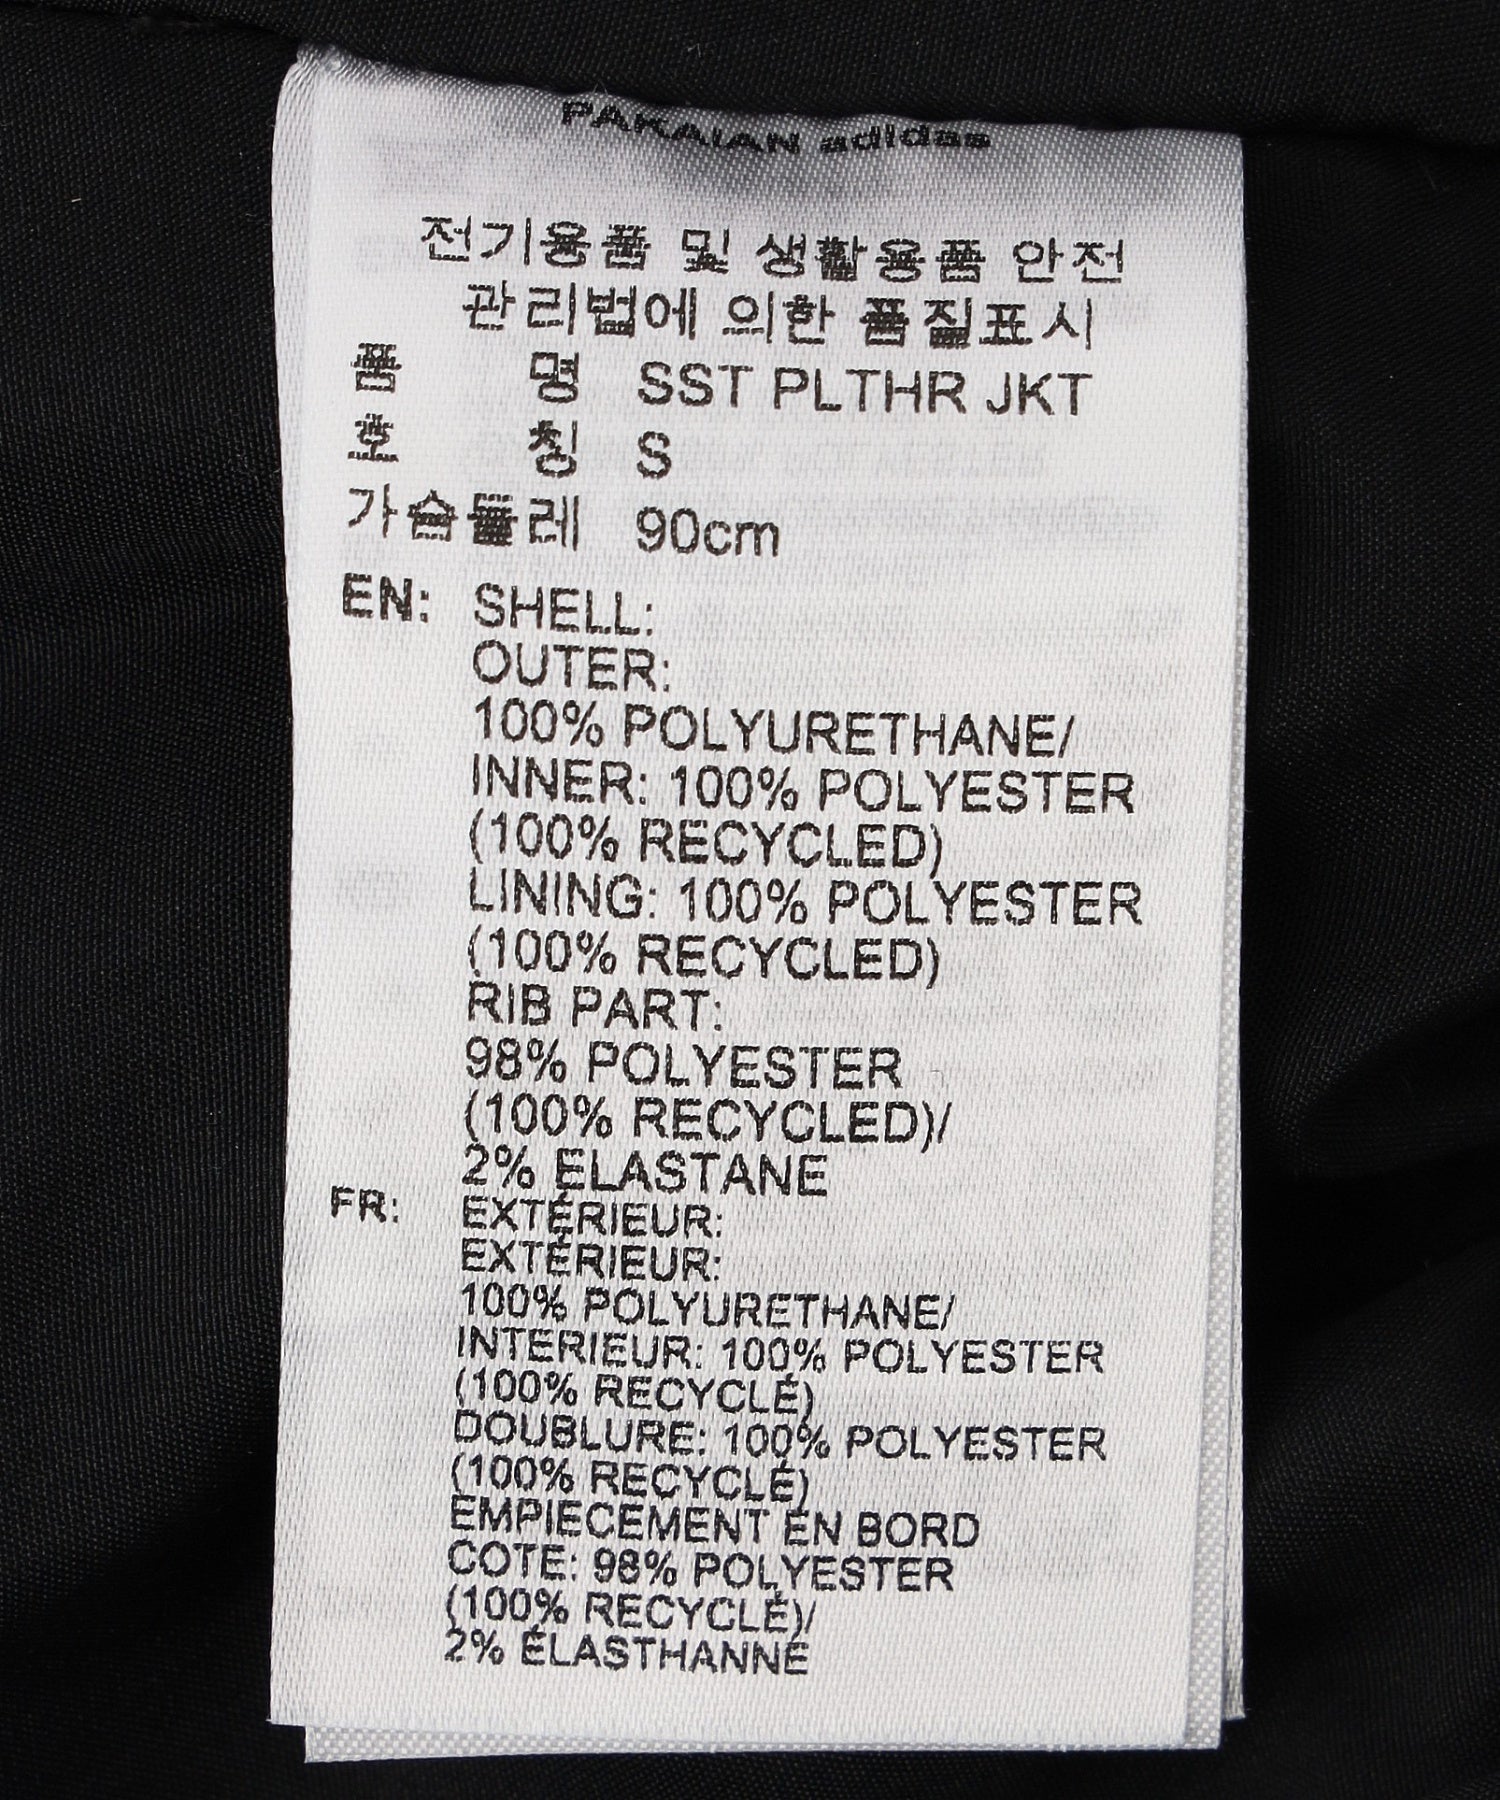 PAKAIAN adidas
전기용품 및 생활용품 안전
관리법에 의한 품질표시
품 명 SST PLTHR JKT
호 칭 S
가슴둘레 90cm
EN: SHELL:
OUTER:
100% POLYURETHANE/
INNER: 100% POLYESTER
(100% RECYCLED)
LINING: 100% POLYESTER
(100% RECYCLED)
RIB PART:
98% POLYESTER
(100% RECYCLED)/
2% ELASTANE
FR: EXTÉRIEUR:
EXTÉRIEUR:
100% POLYURETHANE/
INTERIEUR: 100% POLYESTER
(100% RECYCLÉ)
DOUBLURE: 100% POLYESTER
(100% RECYCLÉ)
EMPIECEMENT EN BORD
COTE: 98% POLYESTER
(100% RECYCLÉ)/
2% ÉLASTHANNE